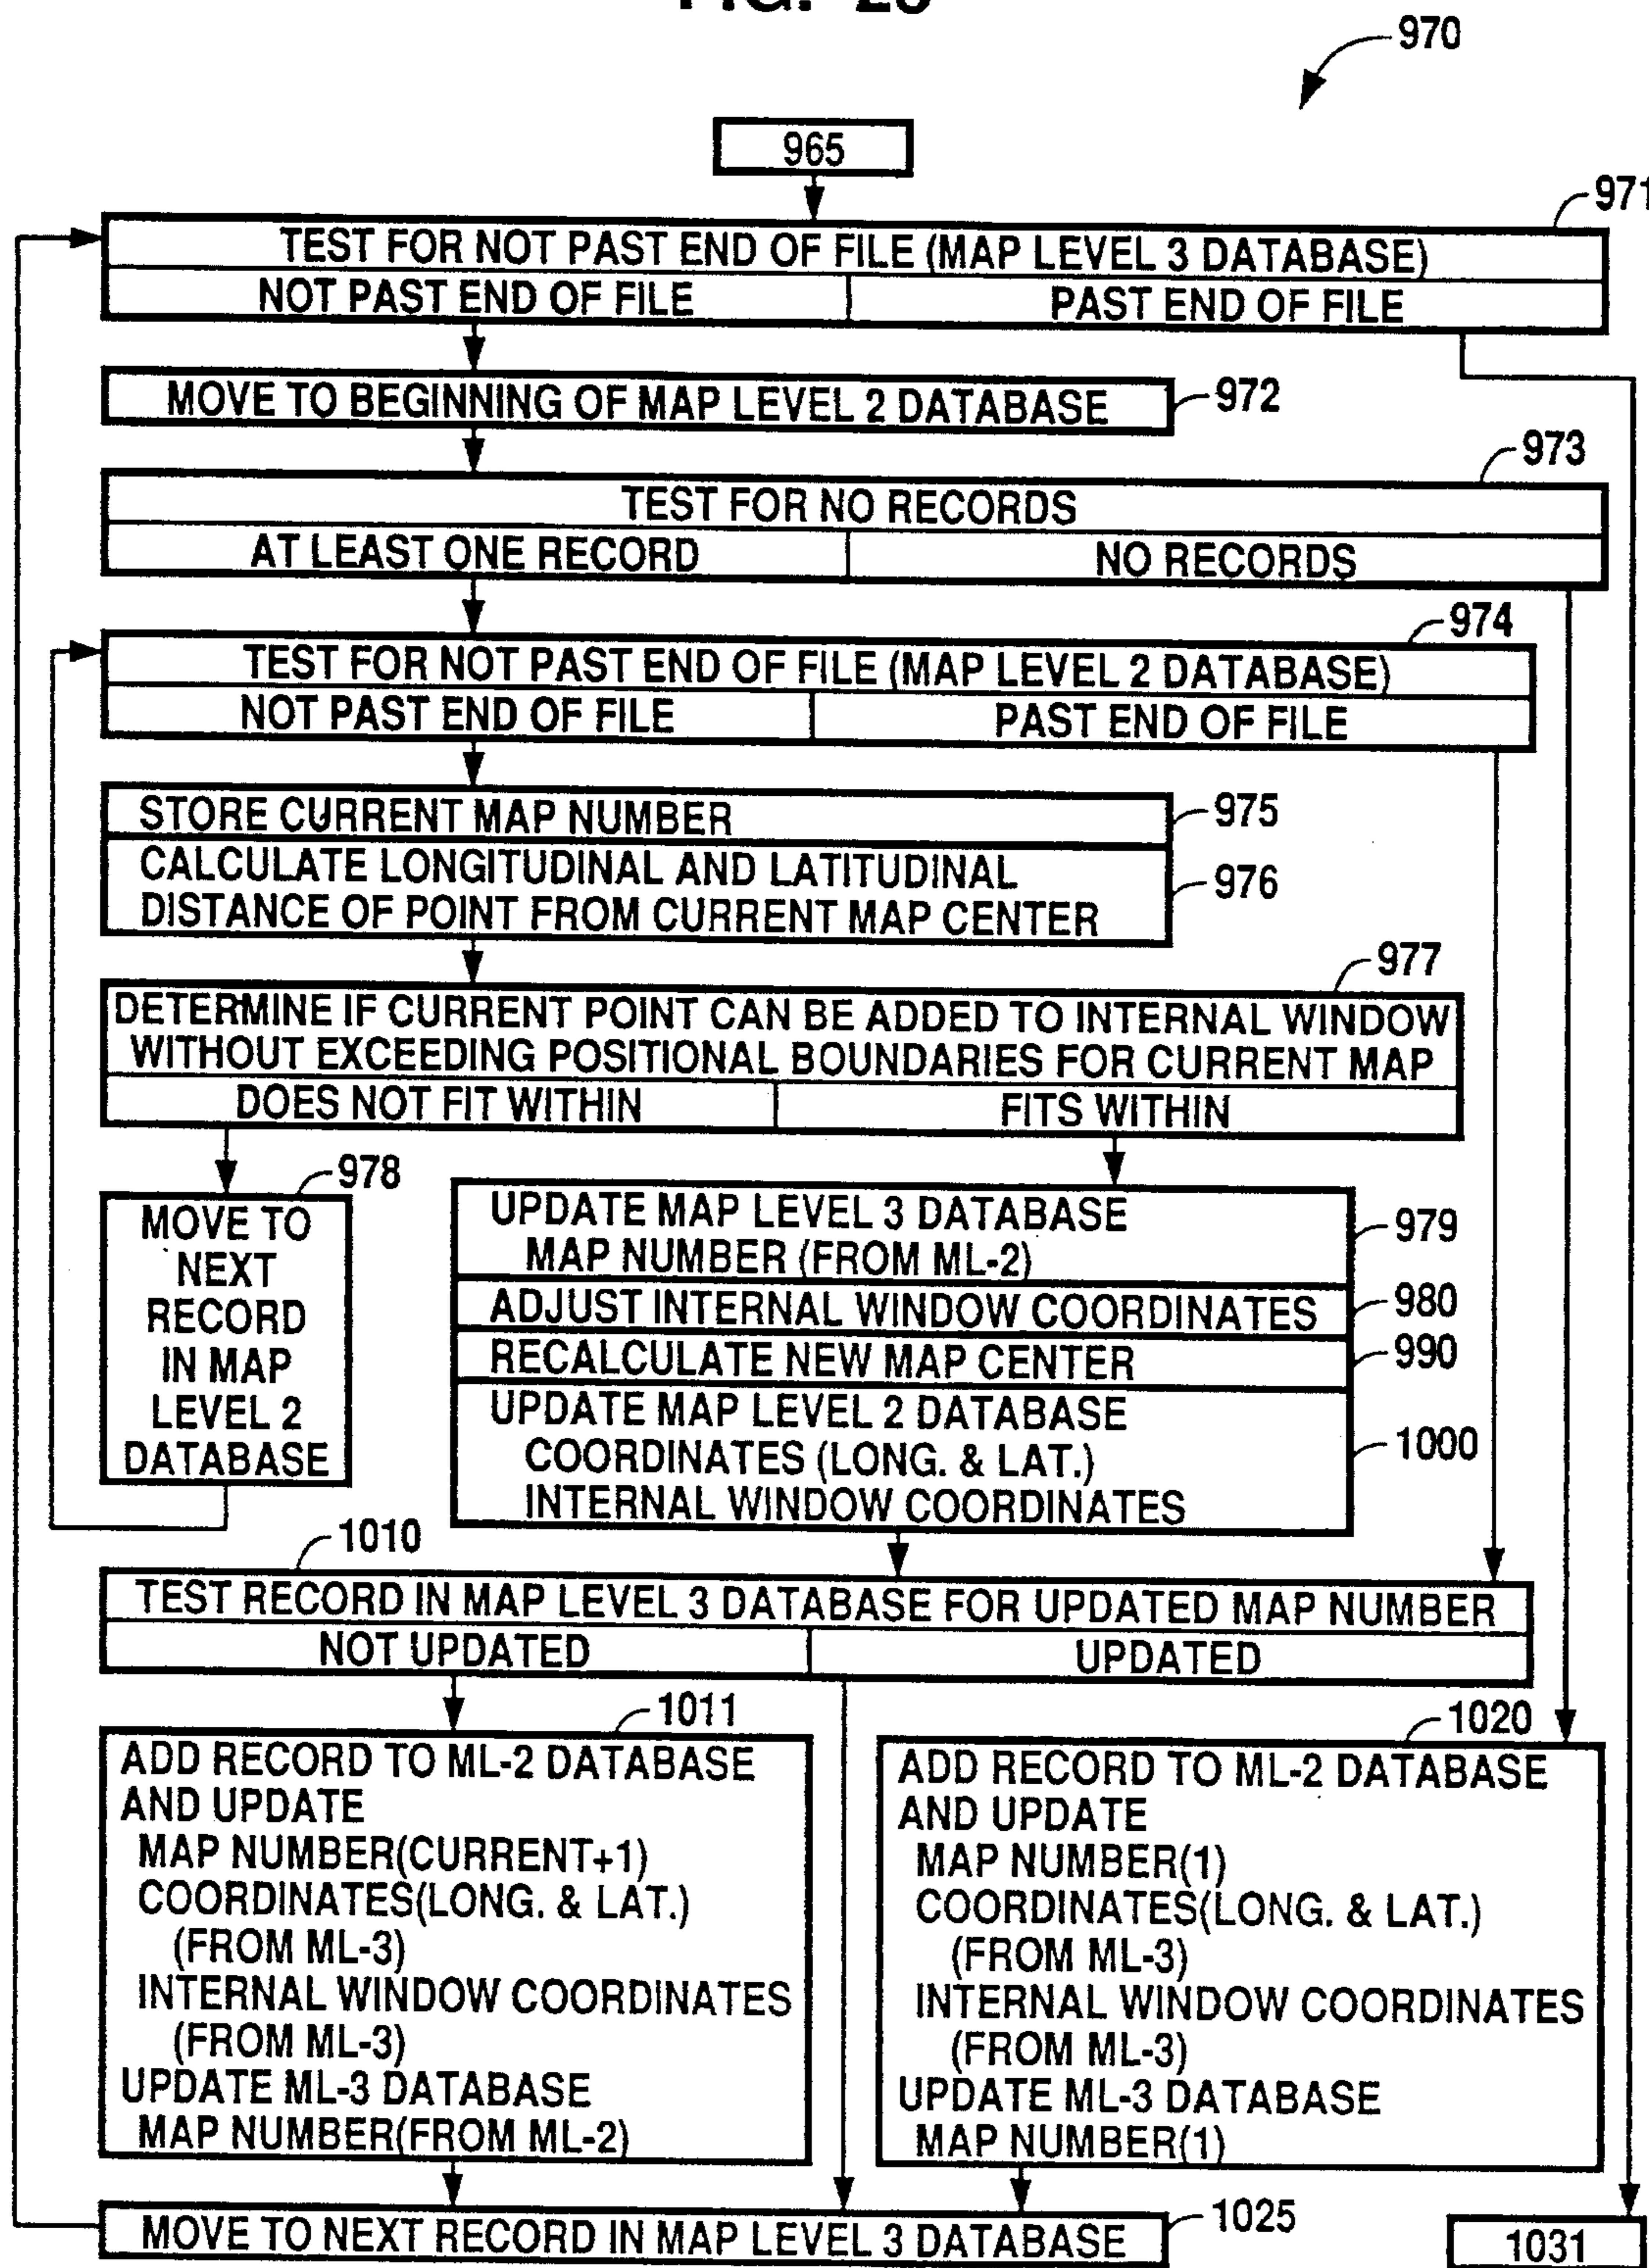 970
965
971
TEST FOR NOT PAST END OF FILE (MAP LEVEL 3 DATABASE)
NOT PAST END OF FILE
PAST END OF FILE
MOVE TO BEGINNING OF MAP LEVEL 2 DATABASE
972
973
TEST FOR NO RECORDS
AT LEAST ONE RECORD
NO RECORDS
974
TEST FOR NOT PAST END OF FILE (MAP LEVEL 2 DATABASE)
NOT PAST END OF FILE
PAST END OF FILE
STORE CURRENT MAP NUMBER
975
CALCULATE LONGITUDINAL AND LATITUDINAL
DISTANCE OF POINT FROM CURRENT MAP CENTER
976
977
DETERMINE IF CURRENT POINT CAN BE ADDED TO INTERNAL WINDOW
WITHOUT EXCEEDING POSITIONAL BOUNDARIES FOR CURRENT MAP
DOES NOT FIT WITHIN
FITS WITHIN
978
MOVE TO
NEXT
RECORD
IN MAP
LEVEL 2
DATABASE
UPDATE MAP LEVEL 3 DATABASE
MAP NUMBER (FROM ML-2)
979
ADJUST INTERNAL WINDOW COORDINATES
980
RECALCULATE NEW MAP CENTER
990
UPDATE MAP LEVEL 2 DATABASE
COORDINATES (LONG. & LAT.)
INTERNAL WINDOW COORDINATES
1000
1010
TEST RECORD IN MAP LEVEL 3 DATABASE FOR UPDATED MAP NUMBER
NOT UPDATED
UPDATED
1011
ADD RECORD TO ML-2 DATABASE
AND UPDATE
MAP NUMBER(CURRENT+1)
COORDINATES(LONG. & LAT.)
(FROM ML-3)
INTERNAL WINDOW COORDINATES
(FROM ML-3)
UPDATE ML-3 DATABASE
MAP NUMBER(FROM ML-2)
1020
ADD RECORD TO ML-2 DATABASE
AND UPDATE
MAP NUMBER(1)
COORDINATES(LONG. & LAT.)
(FROM ML-3)
INTERNAL WINDOW COORDINATES
(FROM ML-3)
UPDATE ML-3 DATABASE
MAP NUMBER(1)
MOVE TO NEXT RECORD IN MAP LEVEL 3 DATABASE
1025
1031